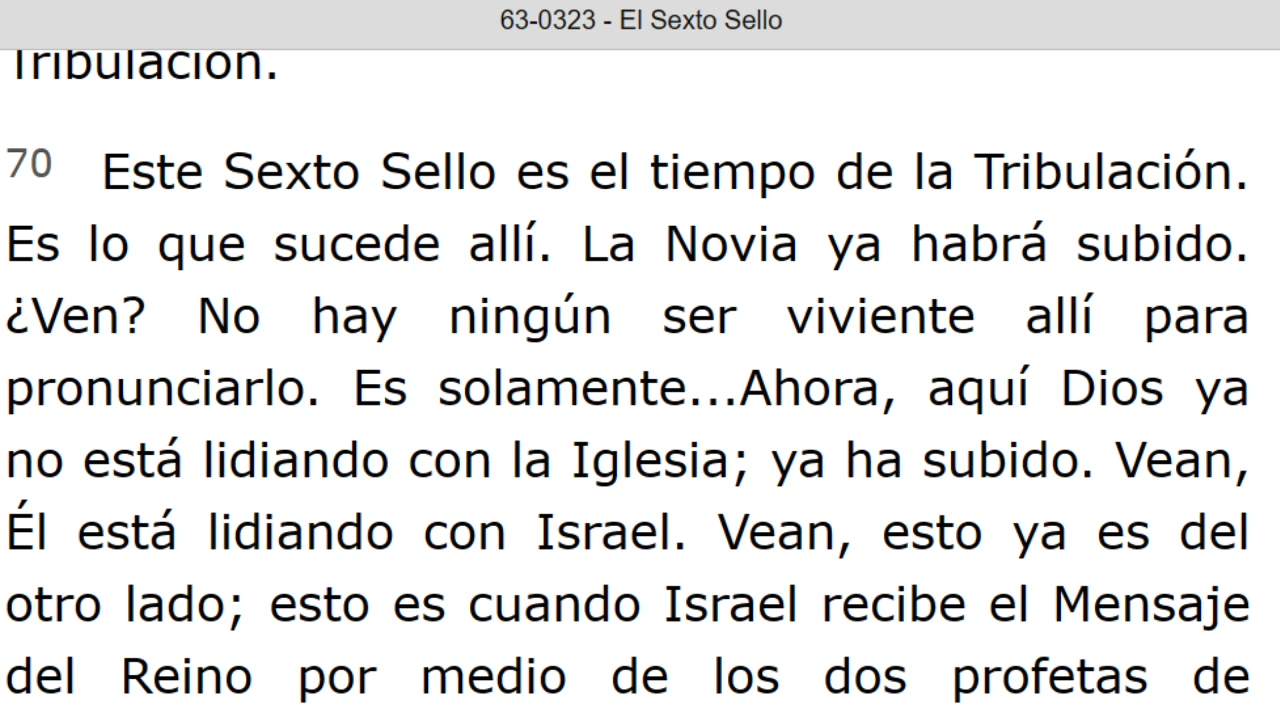 63-0323 - El Sexto Sello
Tribulación.
70 Este Sexto Sello es el tiempo de la Tribulación.
Es lo que sucede allí. La Novia ya habrá subido.
¿Ven? No hay ningún ser viviente allí para
pronunciarlo. Es solamente...Ahora, aquí Dios ya
no está lidiando con la Iglesia; ya ha subido. Vean,
Él está lidiando con Israel. Vean, esto ya es del
otro lado; esto es cuando Israel recibe el Mensaje
del Reino por medio de los dos profetas de